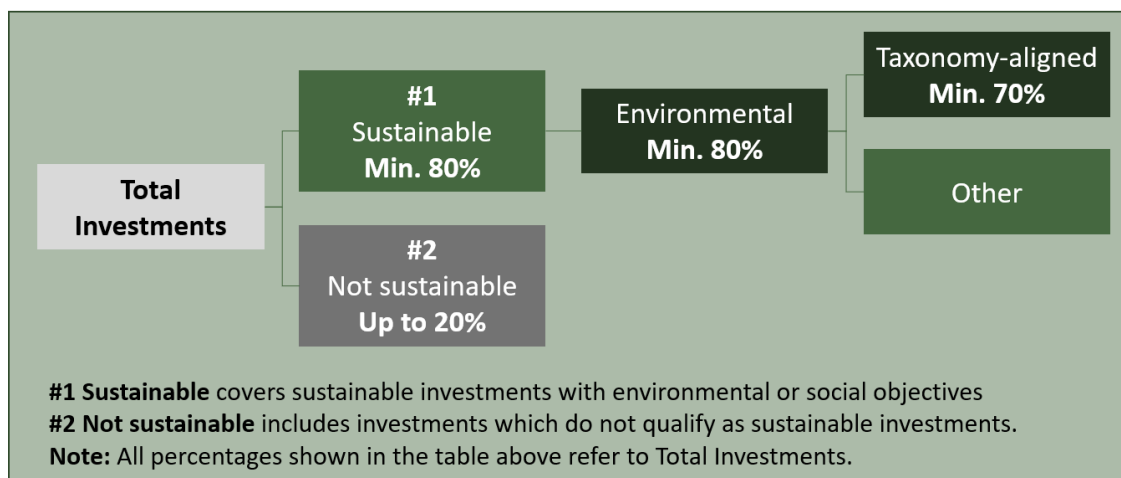 Total
Investments
#1
Sustainable
Min. 80%
#2
Not sustainable
Up to 20%
Environmental
Min. 80%
Taxonomy-aligned
Min. 70%
Other
#1 Sustainable covers sustainable investments with environmental or social objectives
#2 Not sustainable includes investments which do not qualify as sustainable investments.
Note: All percentages shown in the table above refer to Total Investments.